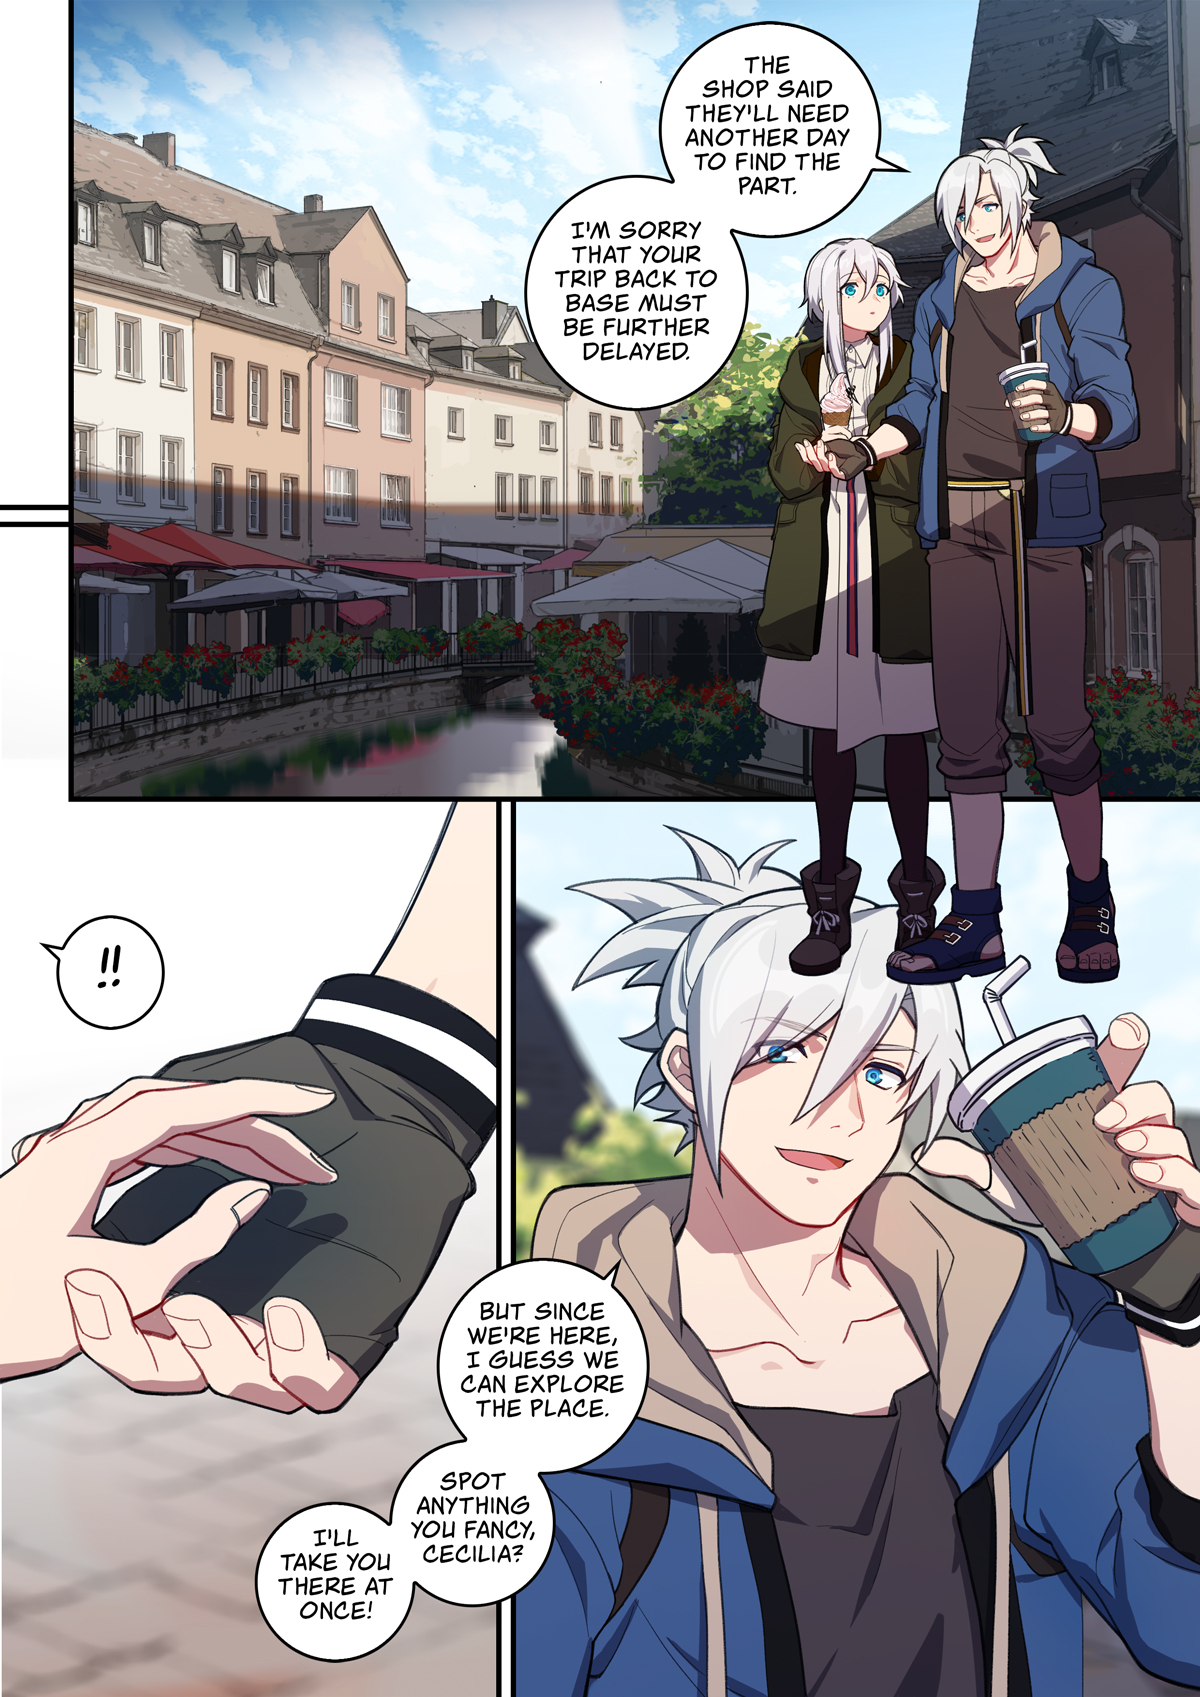 THE
SHOP SAID
THEY'LL NEED
ANOTHER DAY
TO FIND THE
PART.
I'M SORRY
THAT YOUR
TRIP BACK TO
BASE MUST
BE FURTHER
DELAYED.
!!
BUT SINCE
WE'RE HERE,
I GUESS WE
CAN EXPLORE
THE PLACE.
SPOT
ANYTHING
YOU FANCY,
CECILIA?
I'LL
TAKE YOU
THERE AT
ONCE!